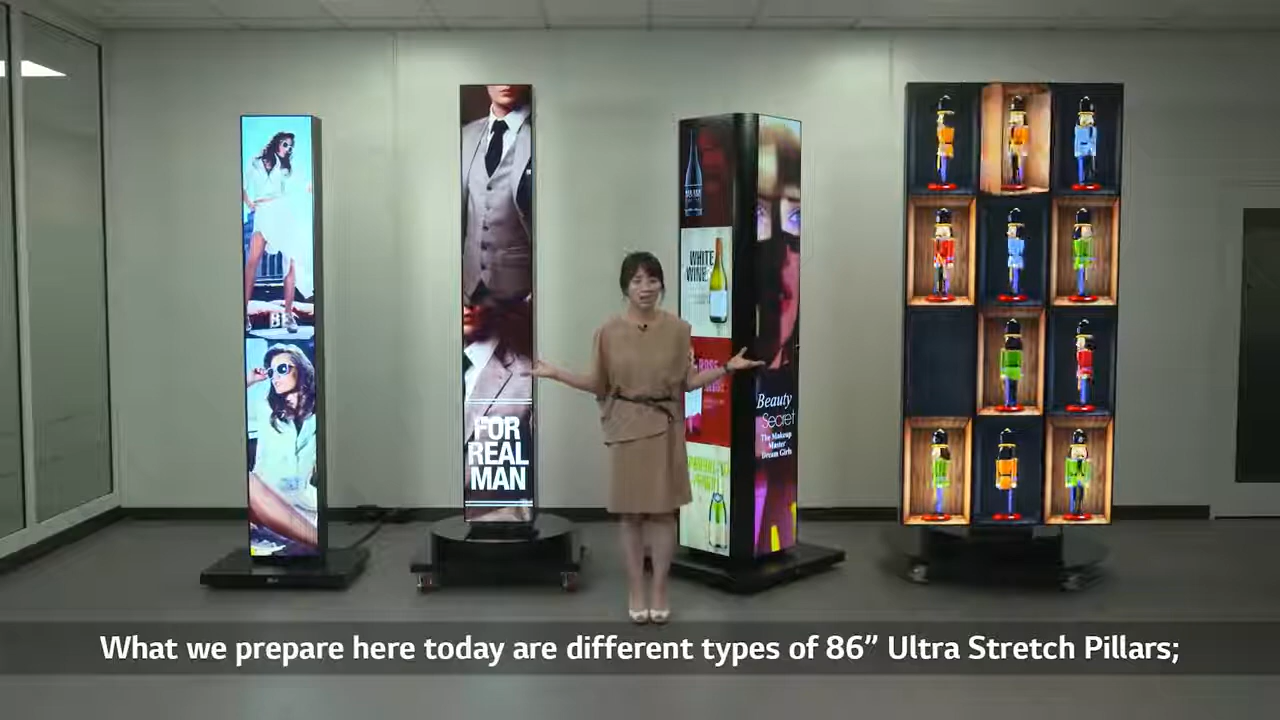 FOR
REAL
MAN
WHITE
WINE
Beauty
Secret
The Makeup
Master
Dream Girls
What we prepare here today are different types of 86” Ultra Stretch Pillars;